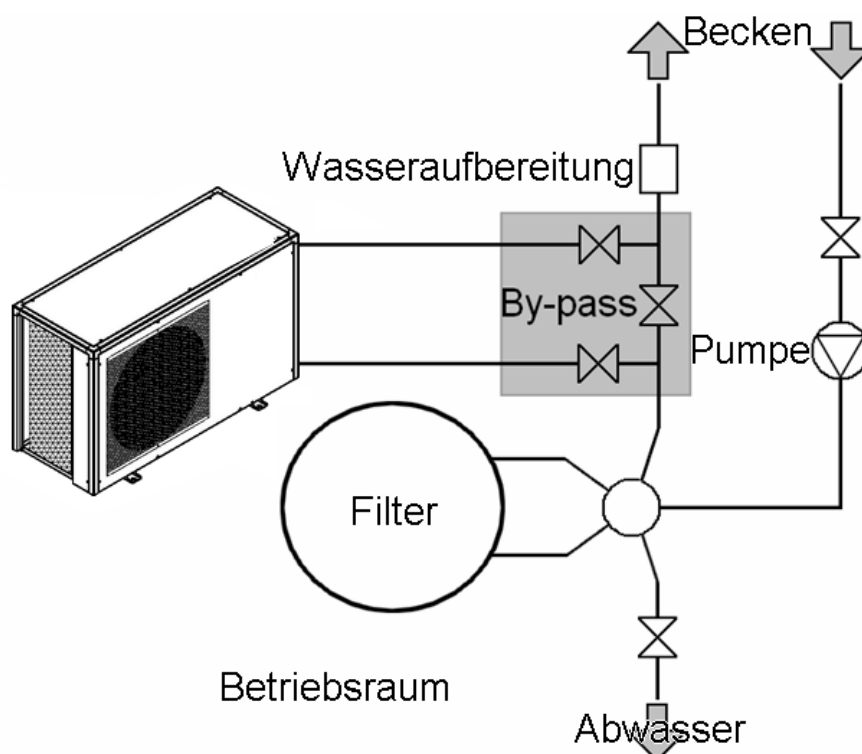 Becken
Wasseraufbereitung
By-pass
Pumpe
Filter
Betriebsraum
Abwasser